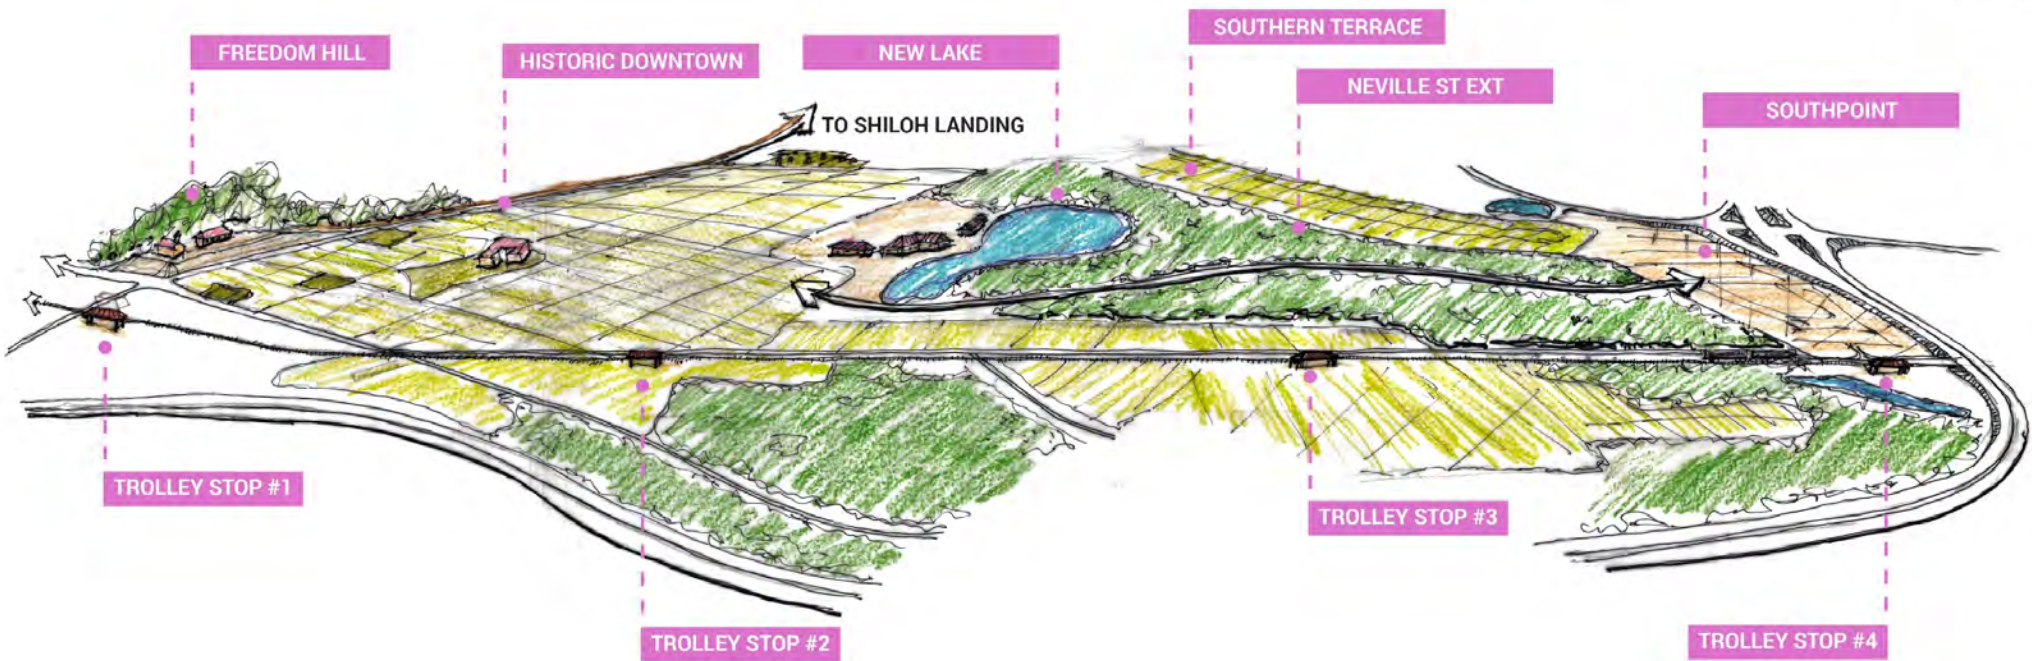 FREEDOM HILL
HISTORIC DOWNTOWN
NEW LAKE
SOUTHERN TERRACE
NEVILLE ST EXT
SOUTHPOINT
TO SHILOH LANDING
TROLLEY STOP #1
TROLLEY STOP #2
TROLLEY STOP #3
TROLLEY STOP #4